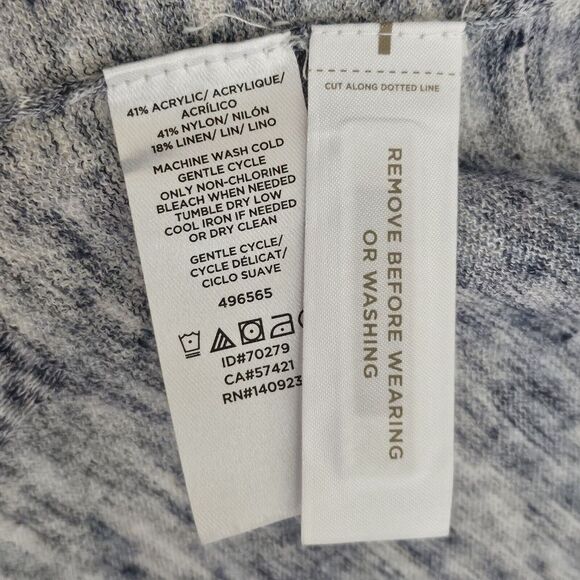 41% ACRYLIC/ ACRYLIQUE/
ACRÍLICO
41% NYLON/ NILÓN
18% LINEN/ LIN/ LINO
MACHINE WASH COLD
GENTLE CYCLE
ONLY NON-CHLORINE
BLEACH WHEN NEEDED
TUMBLE DRY LOW
COOL IRON IF NEEDED
OR DRY CLEAN
GENTLE CYCLE/
CYCLE DÉLICAT/
CICLO SUAVE
496565
ID#70279
CA#57421
RN#140923
CUT ALONG DOTTED LINE
REMOVE BEFORE WEARING
OR WASHING